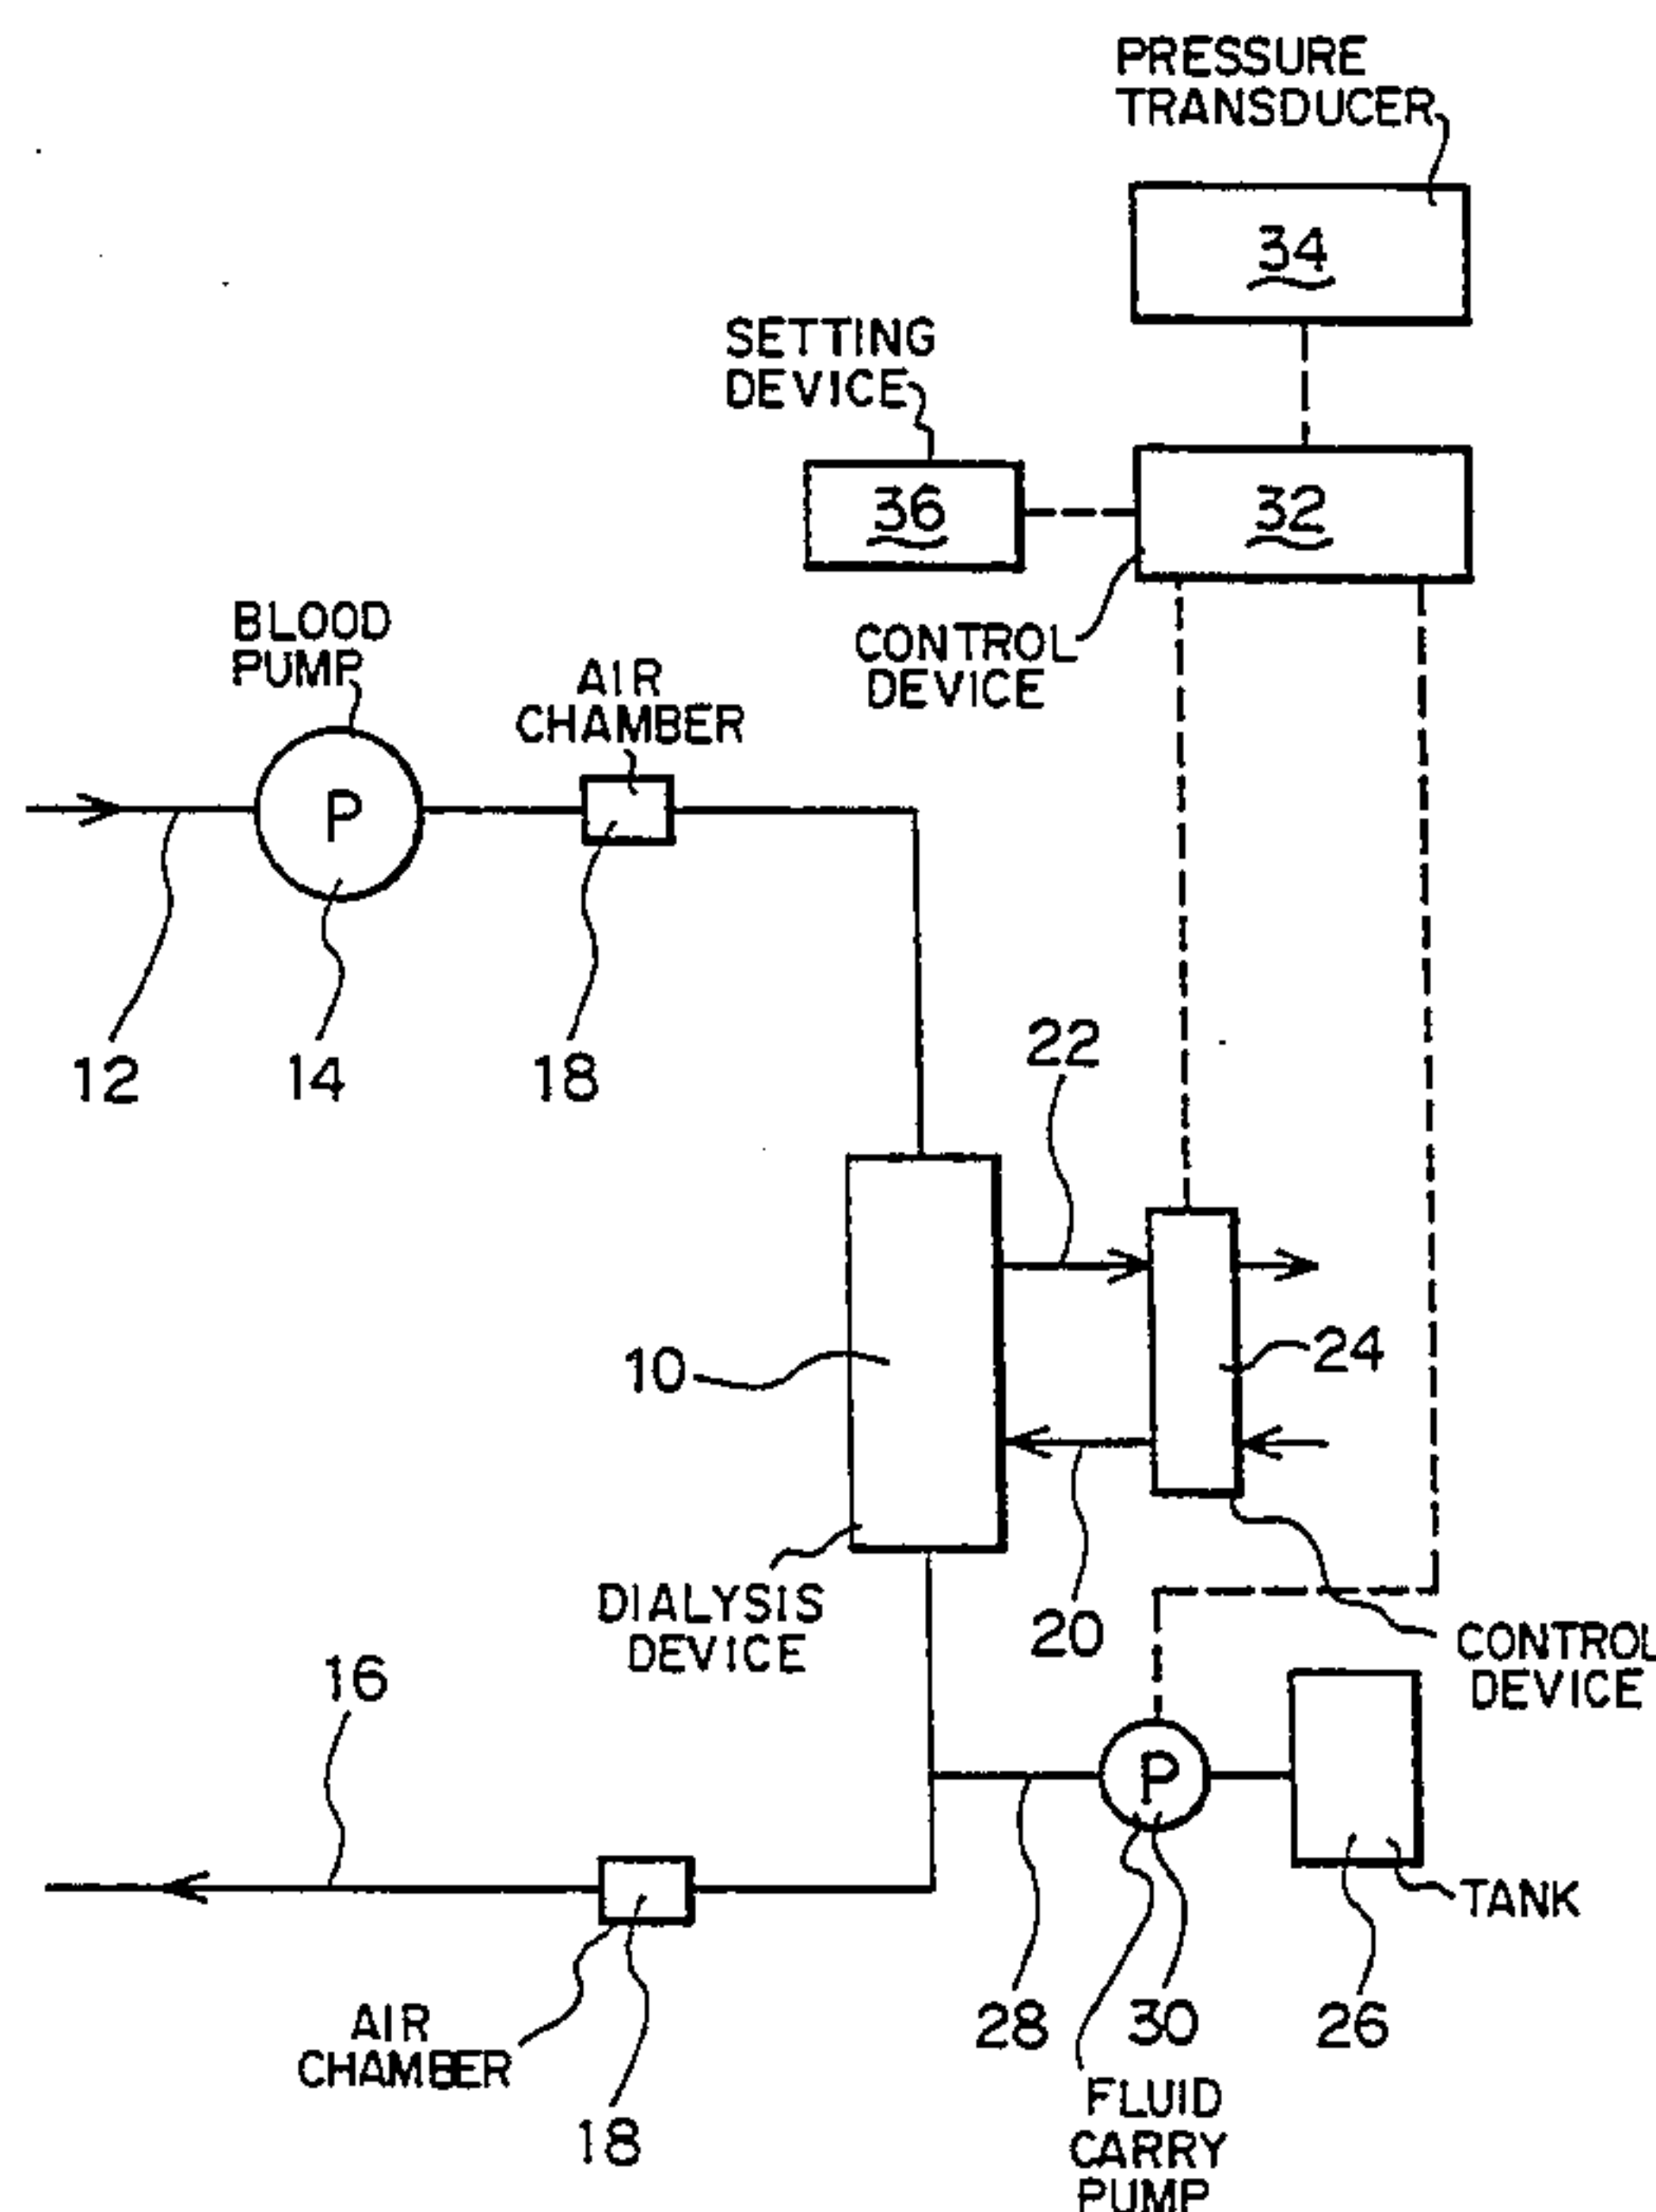 PRESSURE
TRANSDUCER
34
SETTING
DEVICE
36
32
CONTROL
DEVICE
BLOOD
PUMP
AIR
CHAMBER
P
12
14
18
22
10
24
DIALYSIS
DEVICE
20
CONTROL
DEVICE
16
P
TANK
AIR
CHAMBER
18
28
30
26
FLUID
CARRY
PUMP